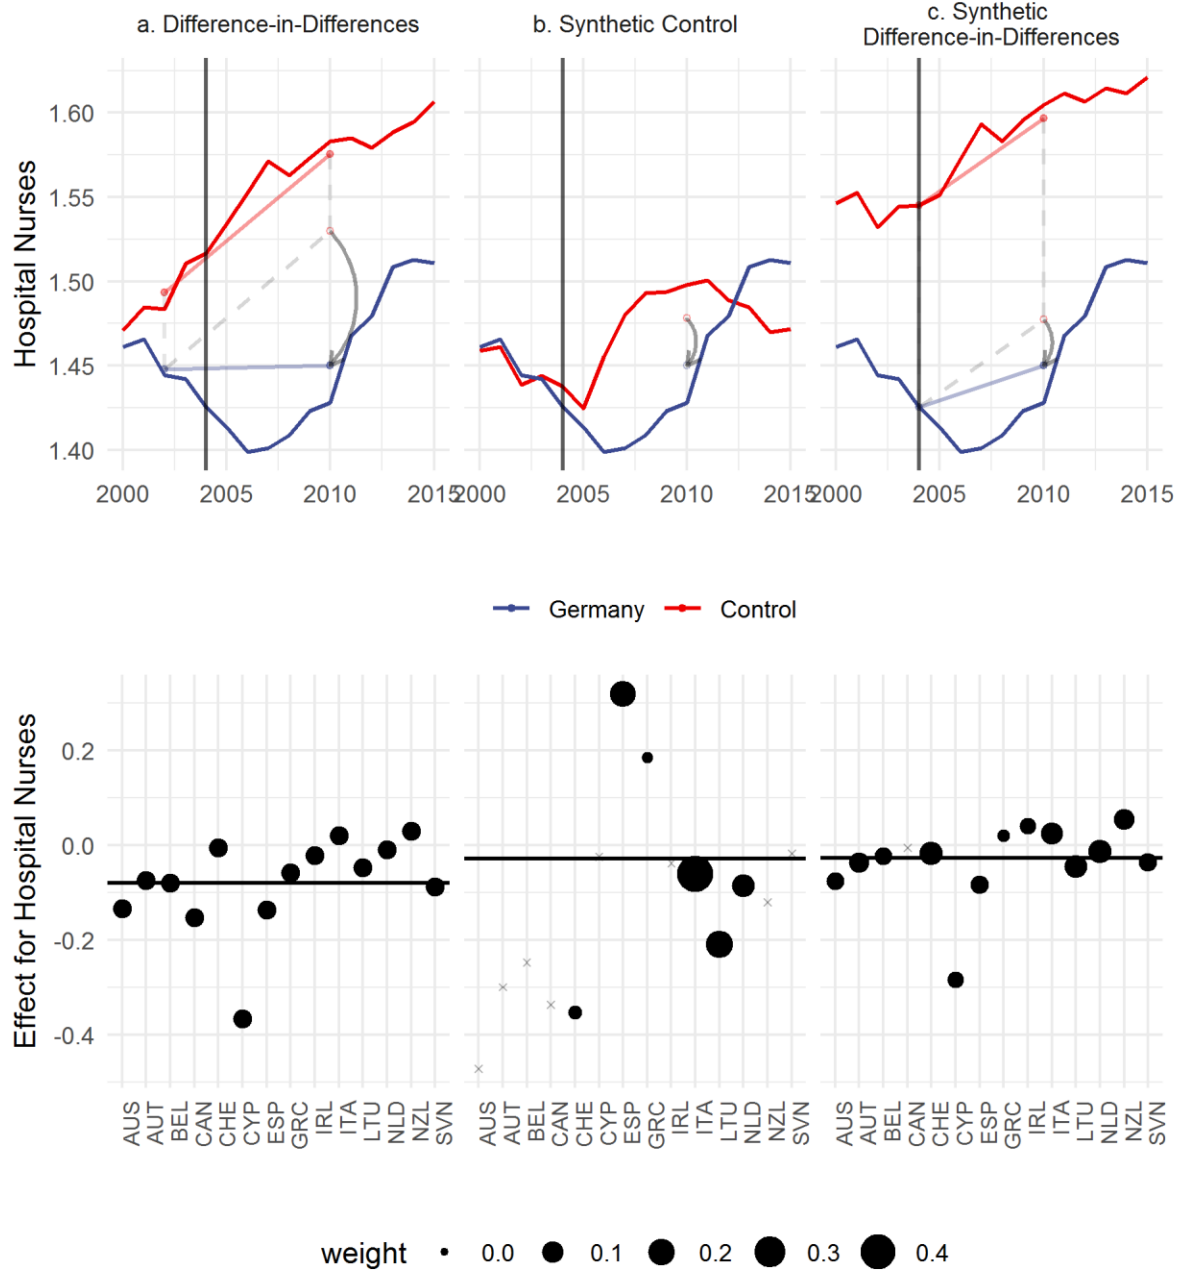 a. Difference-in-Differences
b. Synthetic Control
c. Synthetic
Difference-in-Differences
Hospital Nurses
1.60
1.55
1.50
1.45
1.40
2000 2005 2010 2015
2000 2005 2010 2015
2000 2005 2010 2015
Germany Control
Effect for Hospital Nurses
0.2
0.0
-0.2
-0.4
AUS AUT BEL CAN CHE CYP ESP GRC IRL ITA LTU NLD NZL SVN
AUS AUT BEL CAN CHE CYP ESP GRC IRL ITA LTU NLD NZL SVN
AUS AUT BEL CAN CHE CYP ESP GRC IRL ITA LTU NLD NZL SVN
weight 0.0 0.1 0.2 0.3 0.4